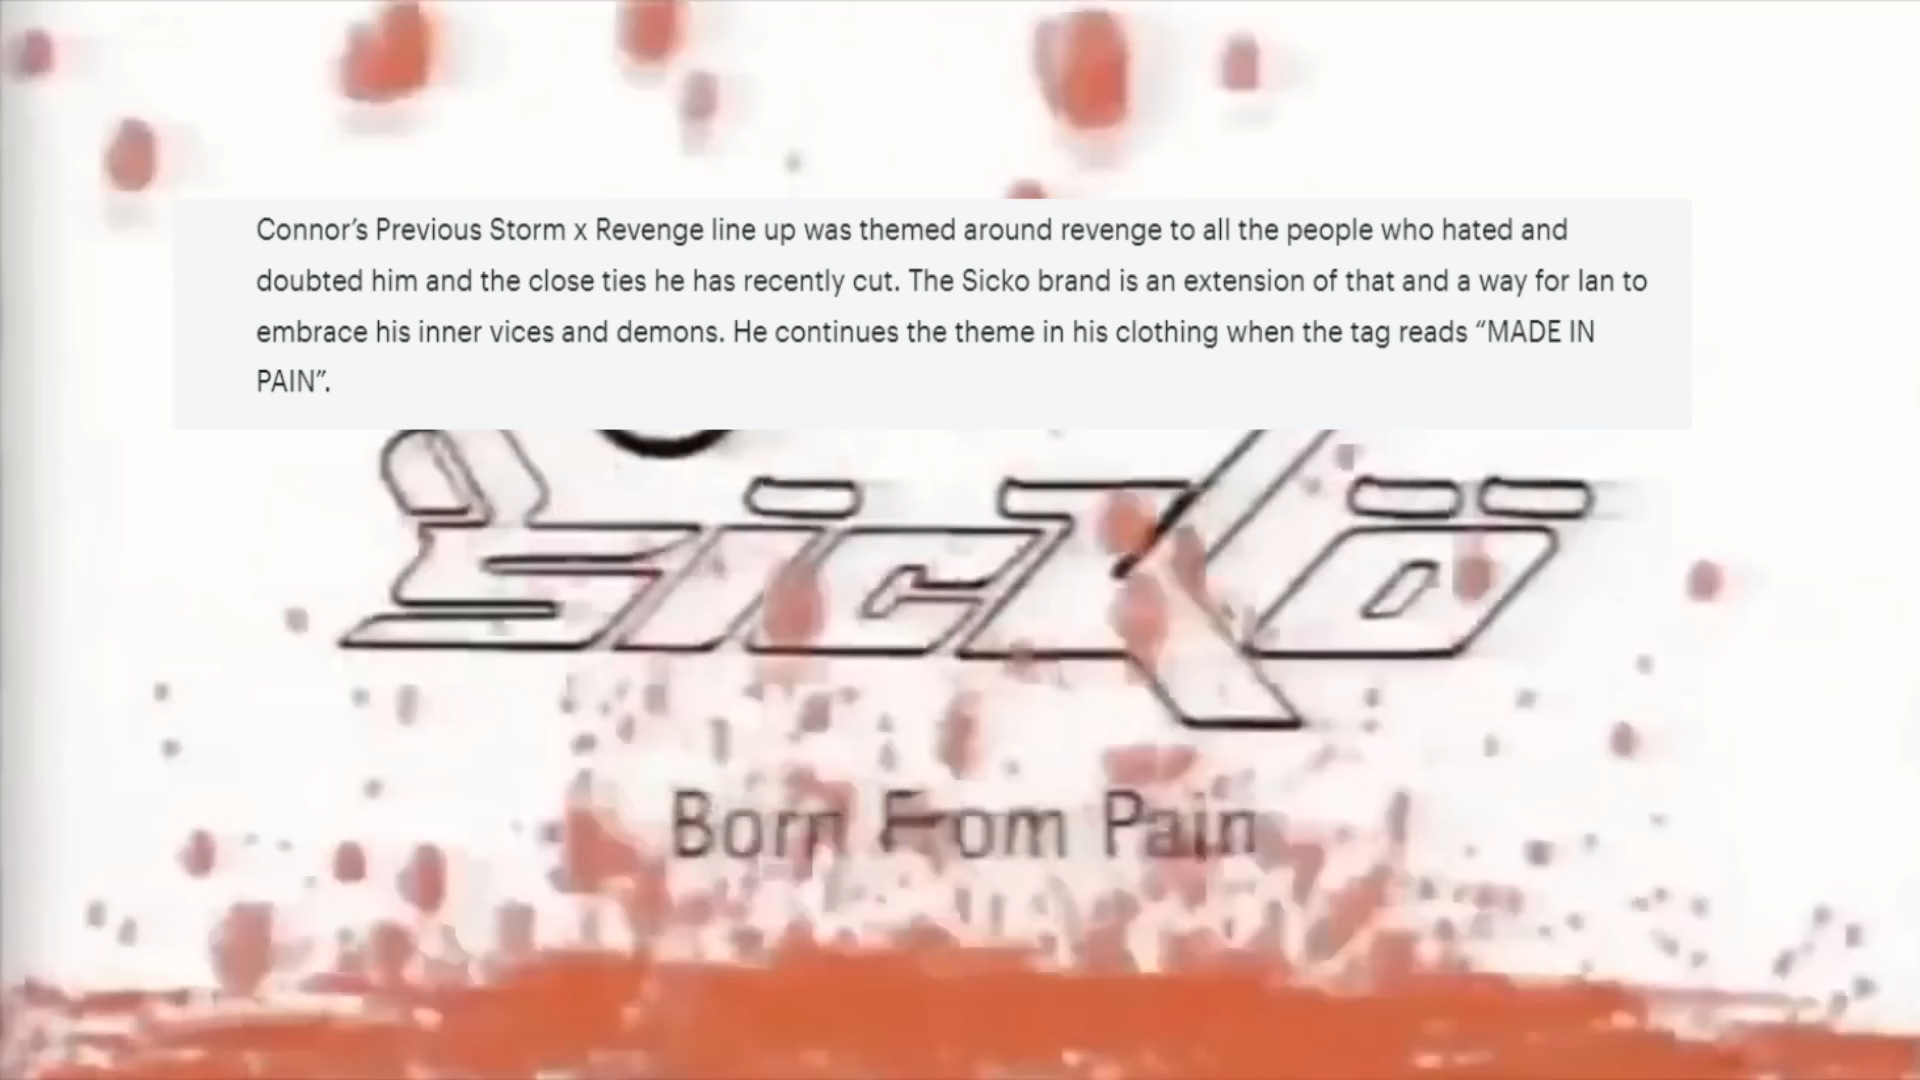 Connor’s Previous Storm x Revenge line up was themed around revenge to all the people who hated and
doubted him and the close ties he has recently cut. The Sicko brand is an extension of that and a way for Ian to
embrace his inner vices and demons. He continues the theme in his clothing when the tag reads “MADE IN
PAIN”.
Sickö
Born From Pain